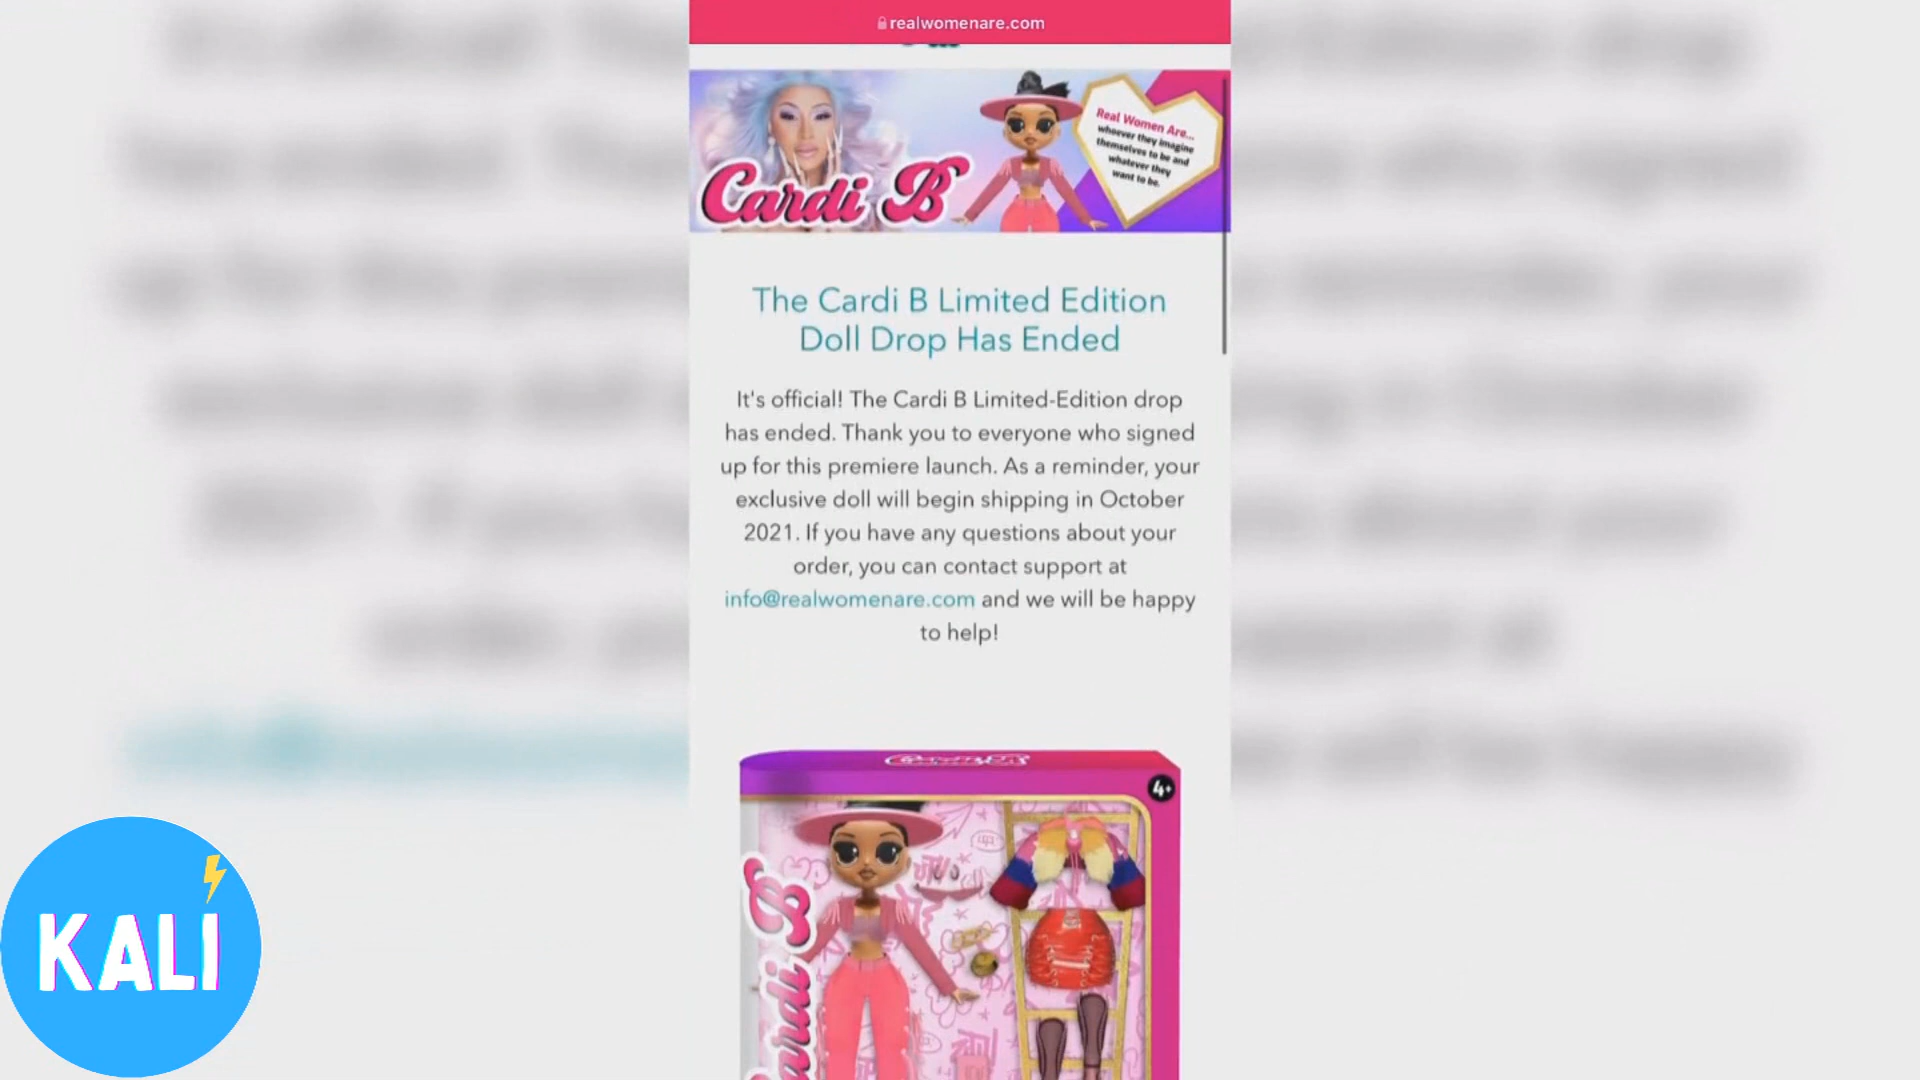 realwomenare.com
Cardi B
Real Women Are...
whoever they imagine
themselves to be and
whatever they
want to be.
The Cardi B Limited Edition
Doll Drop Has Ended
It's official! The Cardi B Limited-Edition drop
has ended. Thank you to everyone who signed
up for this premiere launch. As a reminder, your
exclusive doll will begin shipping in October
2021. If you have any questions about your
order, you can contact support at
info@realwomenare.com and we will be happy
to help!
Cardi B
4+
Cardi B
KALI